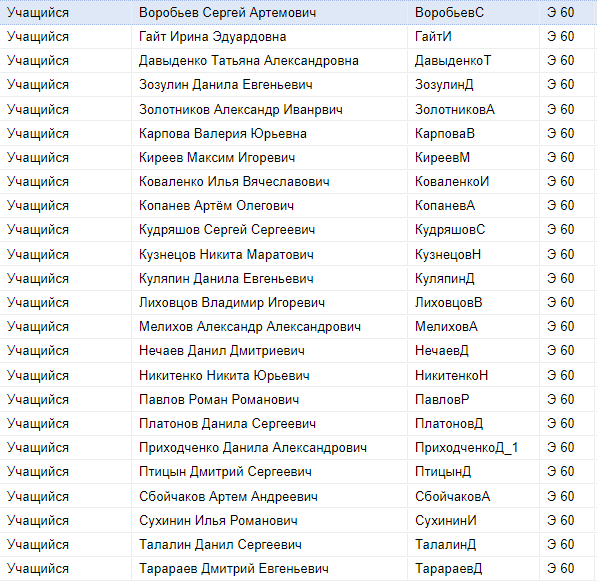 Учащийся Воробьев Сергей Артемович ВоробьевС Э 60
Учащийся Гайт Ирина Эдуардовна ГайтИ Э 60
Учащийся Давыденко Татьяна Александровна ДавыденкоТ Э 60
Учащийся Зозулин Данила Евгеньевич ЗозулинД Э 60
Учащийся Золотников Александр Иванрвич ЗолотниковА Э 60
Учащийся Карпова Валерия Юрьевна КарповаВ Э 60
Учащийся Киреев Максим Игоревич КиреевМ Э 60
Учащийся Коваленко Илья Вячеславович КоваленкоИ Э 60
Учащийся Копанев Артём Олегович КопаневА Э 60
Учащийся Кудряшов Сергей Сергеевич КудряшовС Э 60
Учащийся Кузнецов Никита Маратович КузнецовН Э 60
Учащийся Куляпин Данила Евгеньевич КуляпинД Э 60
Учащийся Лиховцов Владимир Игоревич ЛиховцовВ Э 60
Учащийся Мелихов Александр Александрович МелиховА Э 60
Учащийся Нечаев Данил Дмитриевич НечаевД Э 60
Учащийся Никитенко Никита Юрьевич НикитенкоН Э 60
Учащийся Павлов Роман Романович ПавловР Э 60
Учащийся Платонов Данила Сергеевич ПлатоновД Э 60
Учащийся Приходченко Данила Александрович ПриходченкоД_1 Э 60
Учащийся Птицын Дмитрий Сергеевич ПтицынД Э 60
Учащийся Сбойчаков Артем Андреевич СбойчаковА Э 60
Учащийся Сухинин Илья Романович СухининИ Э 60
Учащийся Талалин Данил Сергеевич ТалалинД Э 60
Учащийся Тарараев Дмитрий Евгеньевич ТарараевД Э 60